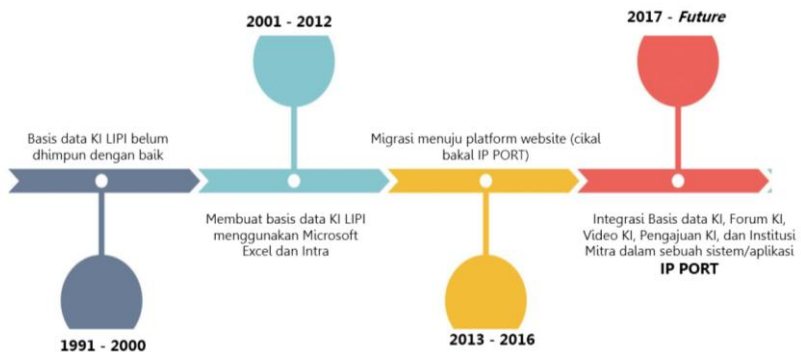 2001 - 2012
2017 - Future
Basis data KI LIPI belum
dhimpun dengan baik
Migrasi menuju platform website (cikal
bakal IP PORT)
Membuat basis data KI LIPI
menggunakan Microsoft
Excel dan Intra
Integrasi Basis data KI, Forum KI,
Video KI, Pengajuan KI, dan Institusi
Mitra dalam sebuah sistem/aplikasi
IP PORT
1991 - 2000
2013 - 2016